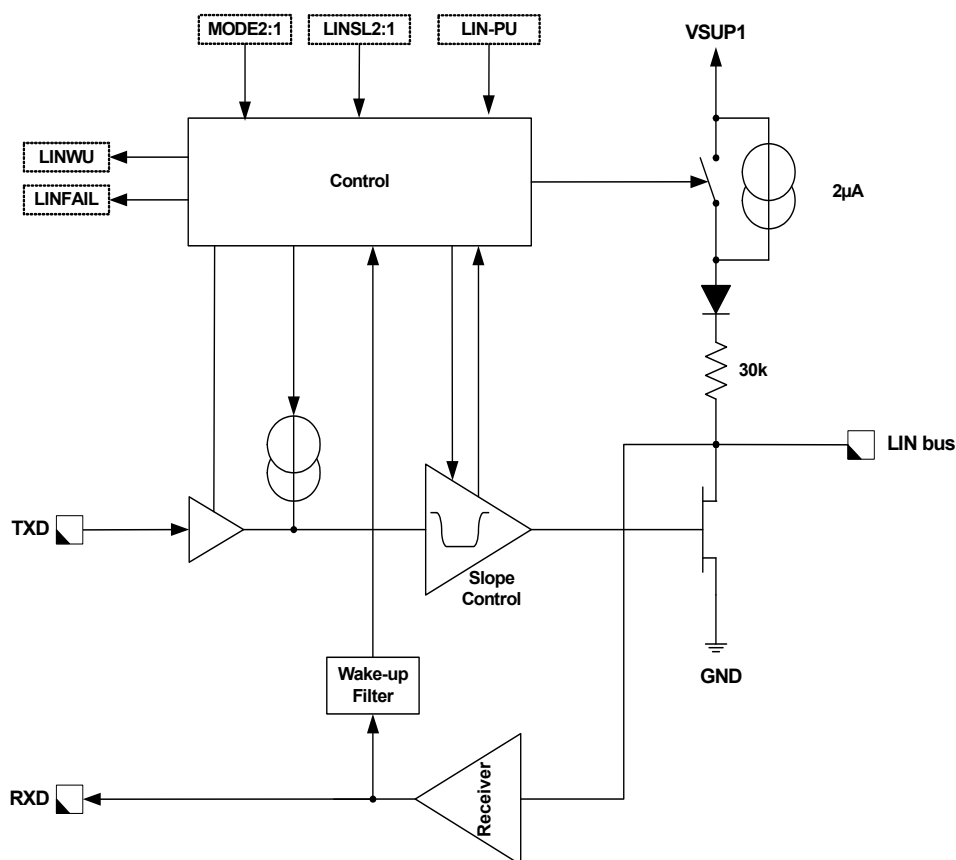 MODE2:1
LINSL2:1
LIN-PU
VSUP1
LINWU
LINFAIL
Control
2µA
30k
LIN bus
TXD
Slope
Control
GND
Wake-up
Filter
RXD
Receiver